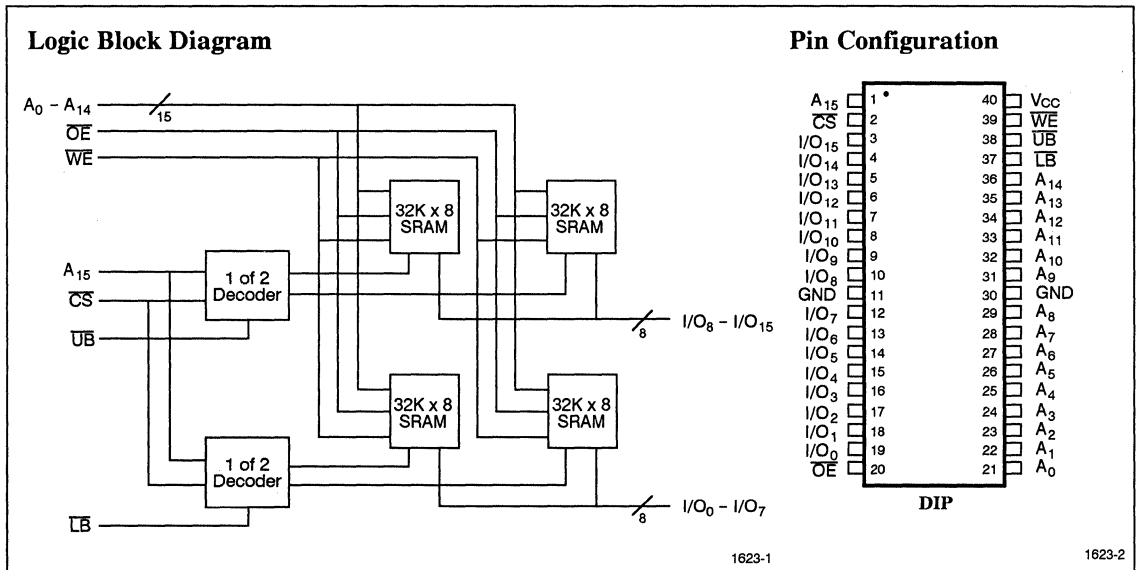 Logic Block Diagram
A0 – A14
15
OE
WE
32K x 8
SRAM
32K x 8
SRAM
A15
CS
1 of 2
Decoder
UB
8
I/O8 – I/O15
32K x 8
SRAM
32K x 8
SRAM
1 of 2
Decoder
LB
8
I/O0 – I/O7
1623-1
Pin Configuration
A15 1 40 VCC
CS 2 39 WE
I/O15 3 38 UB
I/O14 4 37 LB
I/O13 5 36 A14
I/O12 6 35 A13
I/O11 7 34 A12
I/O10 8 33 A11
I/O9 9 32 A10
I/O8 10 31 A9
GND 11 30 GND
I/O7 12 29 A8
I/O6 13 28 A7
I/O5 14 27 A6
I/O4 15 26 A5
I/O3 16 25 A4
I/O2 17 24 A3
I/O1 18 23 A2
I/O0 19 22 A1
OE 20 21 A0
DIP
1623-2